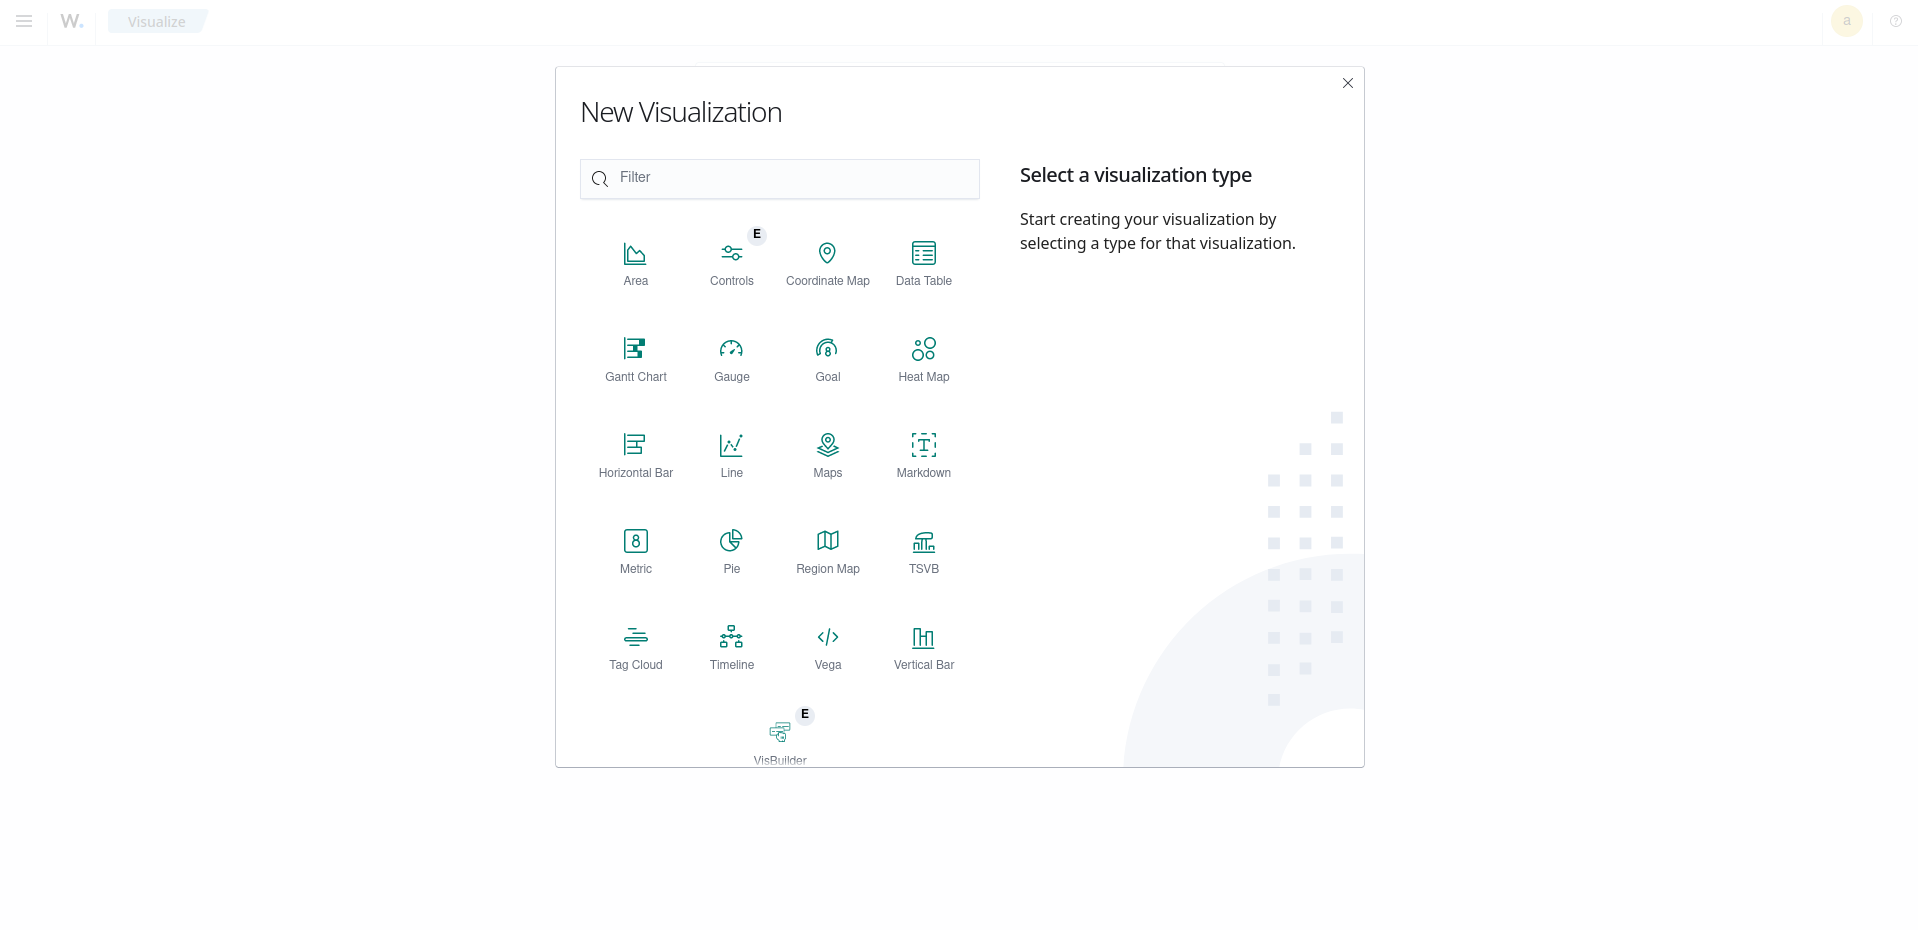 W.
Visualize
a
New Visualization
Filter
Select a visualization type
Start creating your visualization by
selecting a type for that visualization.
E
Area
Controls
Coordinate Map
Data Table
8
Gantt Chart
Gauge
Goal
Heat Map
T
Horizontal Bar
Line
Maps
Markdown
8
Metric
Pie
Region Map
TSVB
Tag Cloud
Timeline
Vega
Vertical Bar
E
VisBuilder